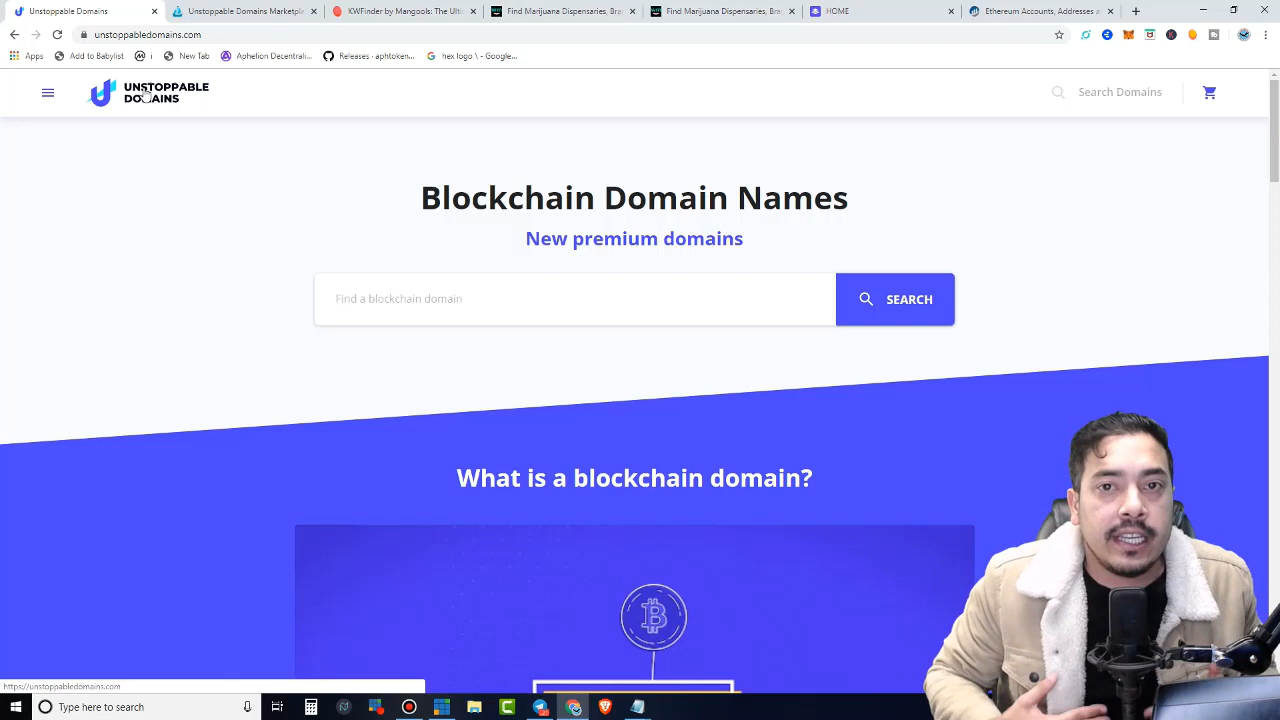 Unstoppable Domains
Unstoppable Domains Marketpl
KWFinder by Mangools: The Ulti
Find Marijuana Dispensaries, Bra
Find Marijuana Dispensaries, Brag
HOME
Ethereum Accounts, Addresses a
unstoppabledomains.com
Apps
Add to Babylist
i
New Tab
Aphelion Decentrali...
Releases · aphtoken...
hex logo \ - Google...
UNSTOPPABLE
DOMAINS
Search Domains
Blockchain Domain Names
New premium domains
Find a blockchain domain
SEARCH
What is a blockchain domain?
https://unstoppabledomains.com
Type here to search